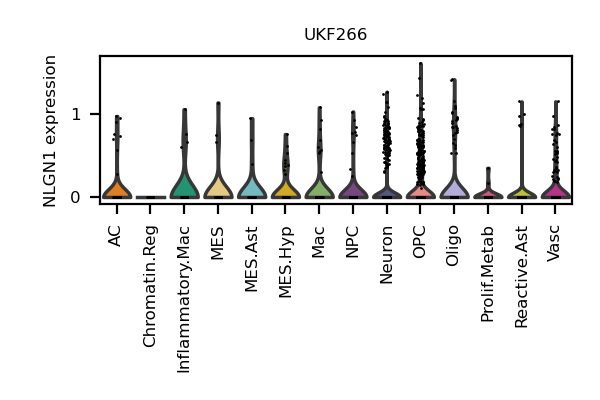 UKF266
NLGN1 expression
1
0
AC
Chromatin.Reg
Inflammatory.Mac
MES
MES.Ast
MES.Hyp
Mac
NPC
Neuron
OPC
Oligo
Prolif.Metab
Reactive.Ast
Vasc